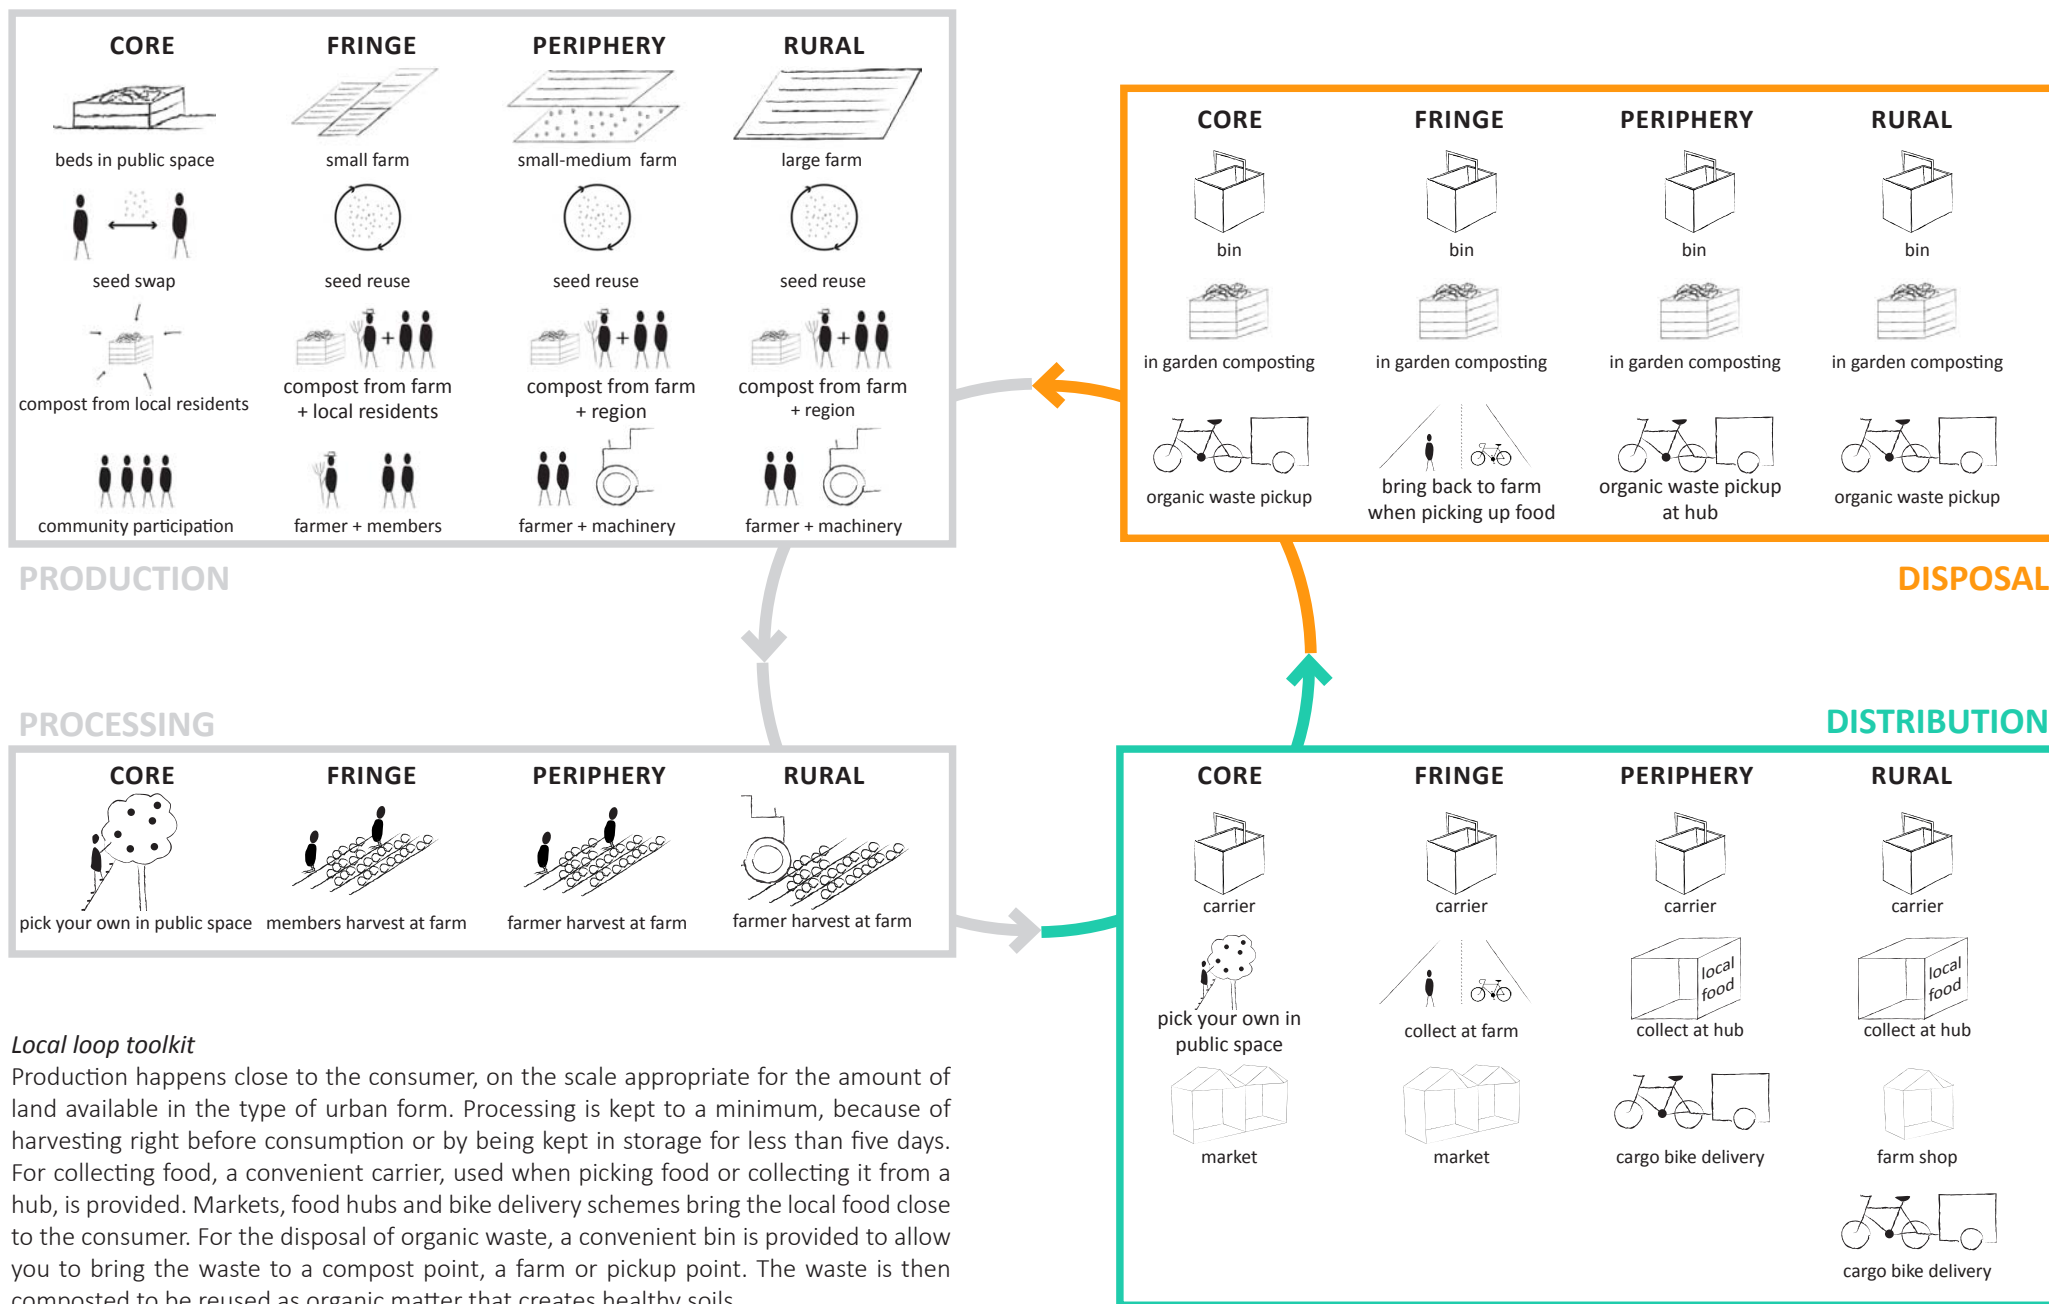 CORE FRINGE PERIPHERY RURAL
beds in public space small farm small-medium farm large farm
seed swap seed reuse seed reuse seed reuse
compost from local residents
compost from farm
+ local residents
compost from farm
+ region
compost from farm
+ region
community participation farmer + members farmer + machinery farmer + machinery
PRODUCTION
CORE FRINGE PERIPHERY RURAL
bin bin bin bin
in garden composting in garden composting in garden composting in garden composting
organic waste pickup
bring back to farm
when picking up food
organic waste pickup
at hub
organic waste pickup
DISPOSAL
PROCESSING
CORE FRINGE PERIPHERY RURAL
pick your own in public space members harvest at farm farmer harvest at farm farmer harvest at farm
DISTRIBUTION
CORE FRINGE PERIPHERY RURAL
carrier carrier carrier carrier
pick your own in
public space
collect at farm
local
food
collect at hub
local
food
collect at hub
market market cargo bike delivery farm shop
cargo bike delivery
Local loop toolkit
Production happens close to the consumer, on the scale appropriate for the amount of
land available in the type of urban form. Processing is kept to a minimum, because of
harvesting right before consumption or by being kept in storage for less than five days.
For collecting food, a convenient carrier, used when picking food or collecting it from a
hub, is provided. Markets, food hubs and bike delivery schemes bring the local food close
to the consumer. For the disposal of organic waste, a convenient bin is provided to allow
you to bring the waste to a compost point, a farm or pickup point. The waste is then
composted to be reused as organic matter that creates healthy soils.